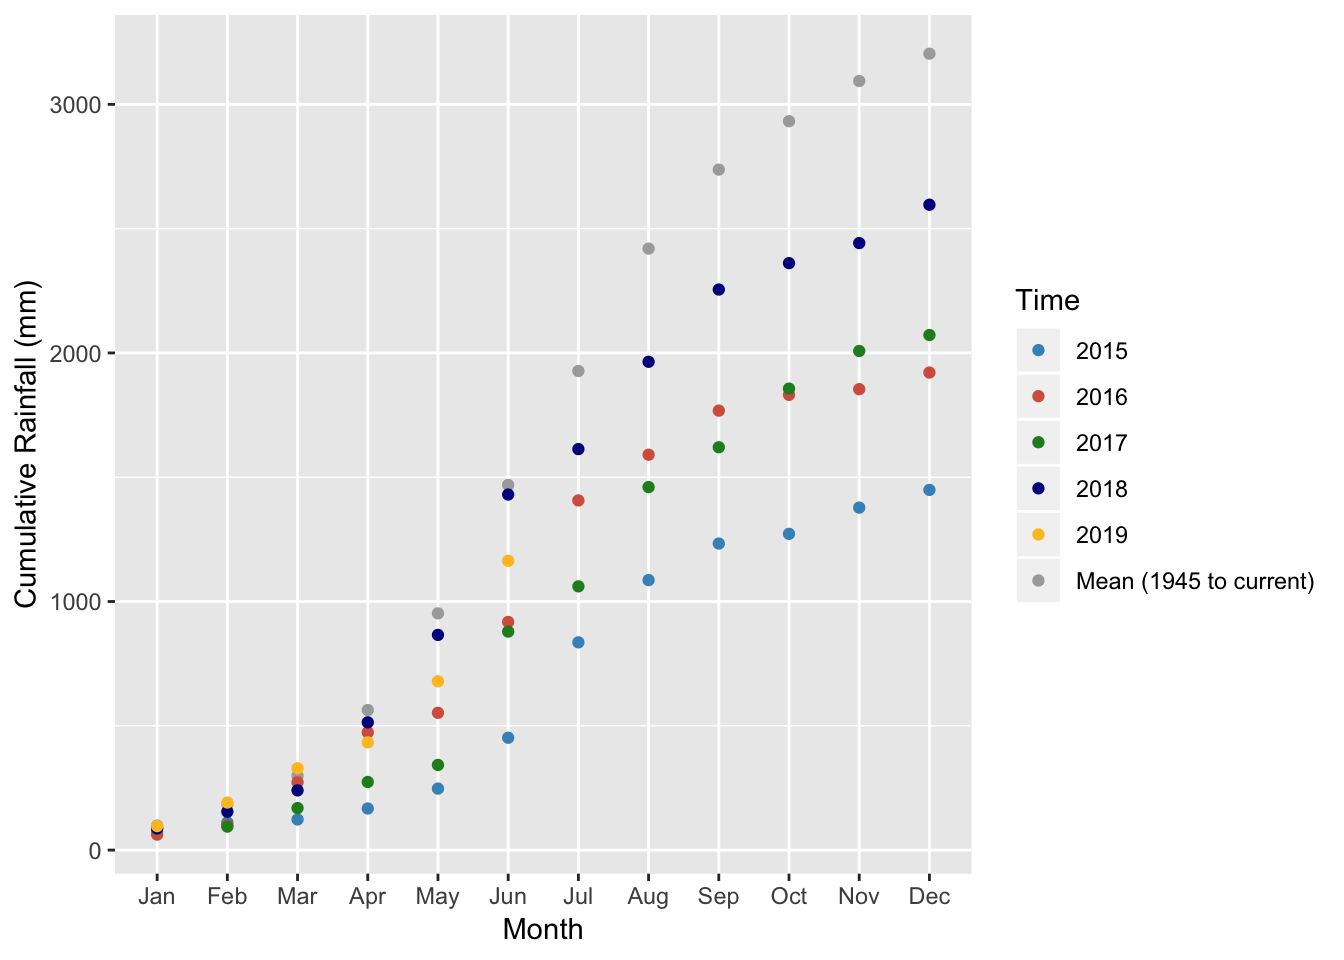 3000
2000
1000
0
Cumulative Rainfall (mm)
Jan Feb Mar Apr May Jun Jul Aug Sep Oct Nov Dec
Month
Time
2015
2016
2017
2018
2019
Mean (1945 to current)